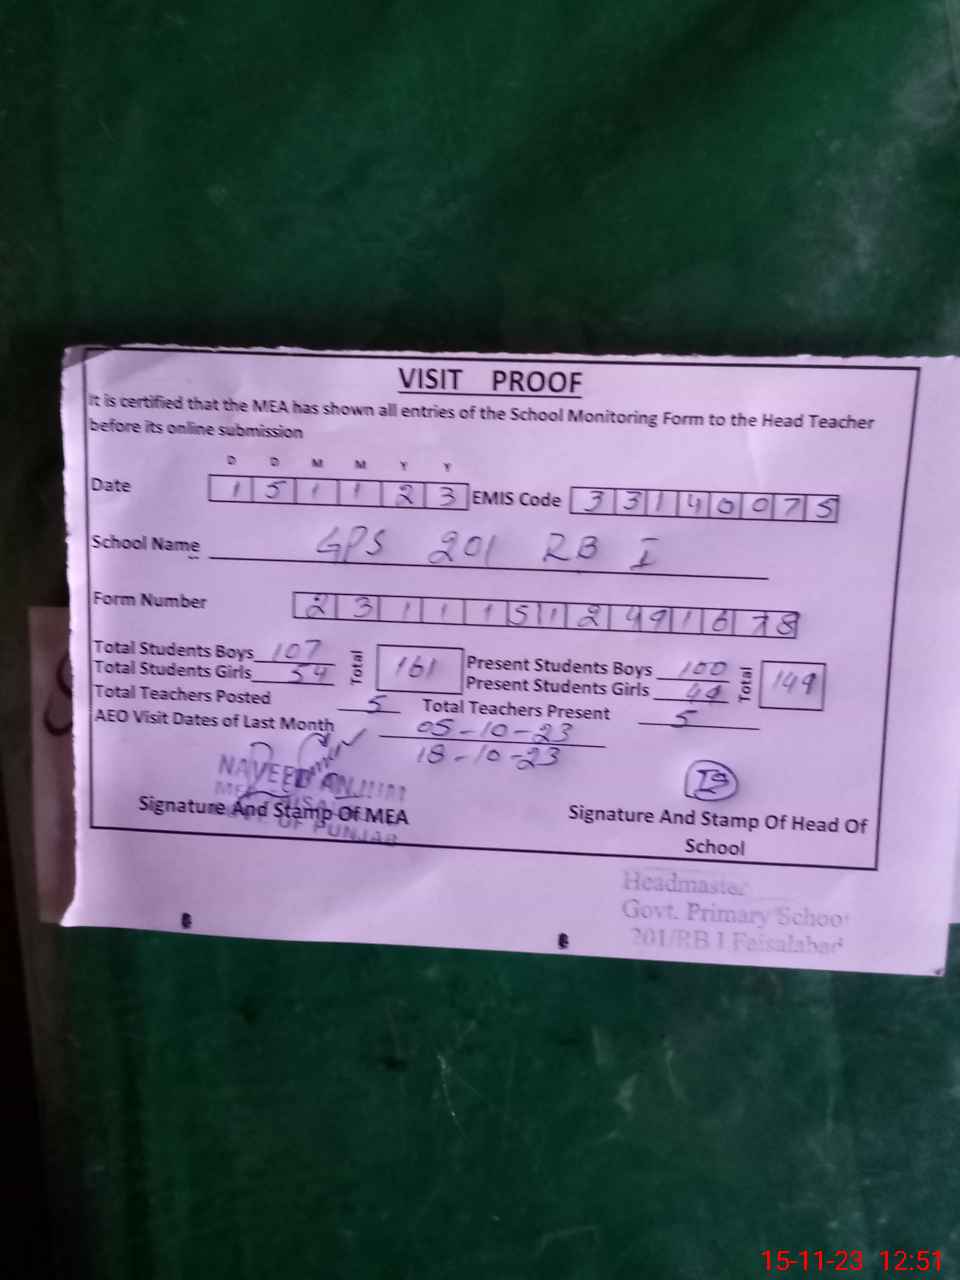 VISIT PROOF
It is certified that the MEA has shown all entries of the School Monitoring Form to the Head Teacher
before its online submission
D D M M Y Y
Date 1 5 1 1 2 3 EMIS Code 3 3 1 4 0 0 7 5
School Name GPS 201 RB I
Form Number 2 3 1 1 1 5 1 2 4 9 1 6 7 8
Total Students Boys 107 Total 161 Present Students Boys 100 Total 149
Total Students Girls 54 Present Students Girls 49
Total Teachers Posted 5 Total Teachers Present 5
AEO Visit Dates of Last Month 05-10-23
18-10-23
NAVEED ANJUM
Signature And Stamp Of MEA
OF PUNJAB
Signature And Stamp Of Head Of
School
Headmaster
Govt. Primary School
201/RB I Faisalabad
15-11-23 12:51